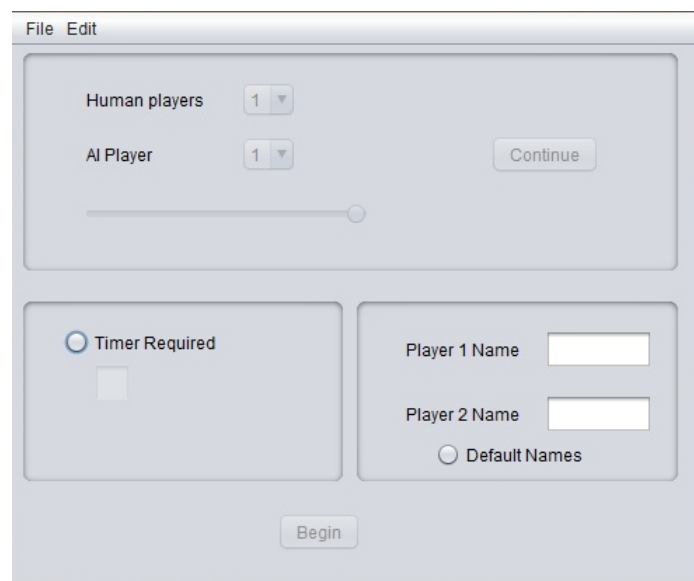 File Edit
Human players 1
AI Player 1
Continue
Timer Required
Player 1 Name
Player 2 Name
Default Names
Begin